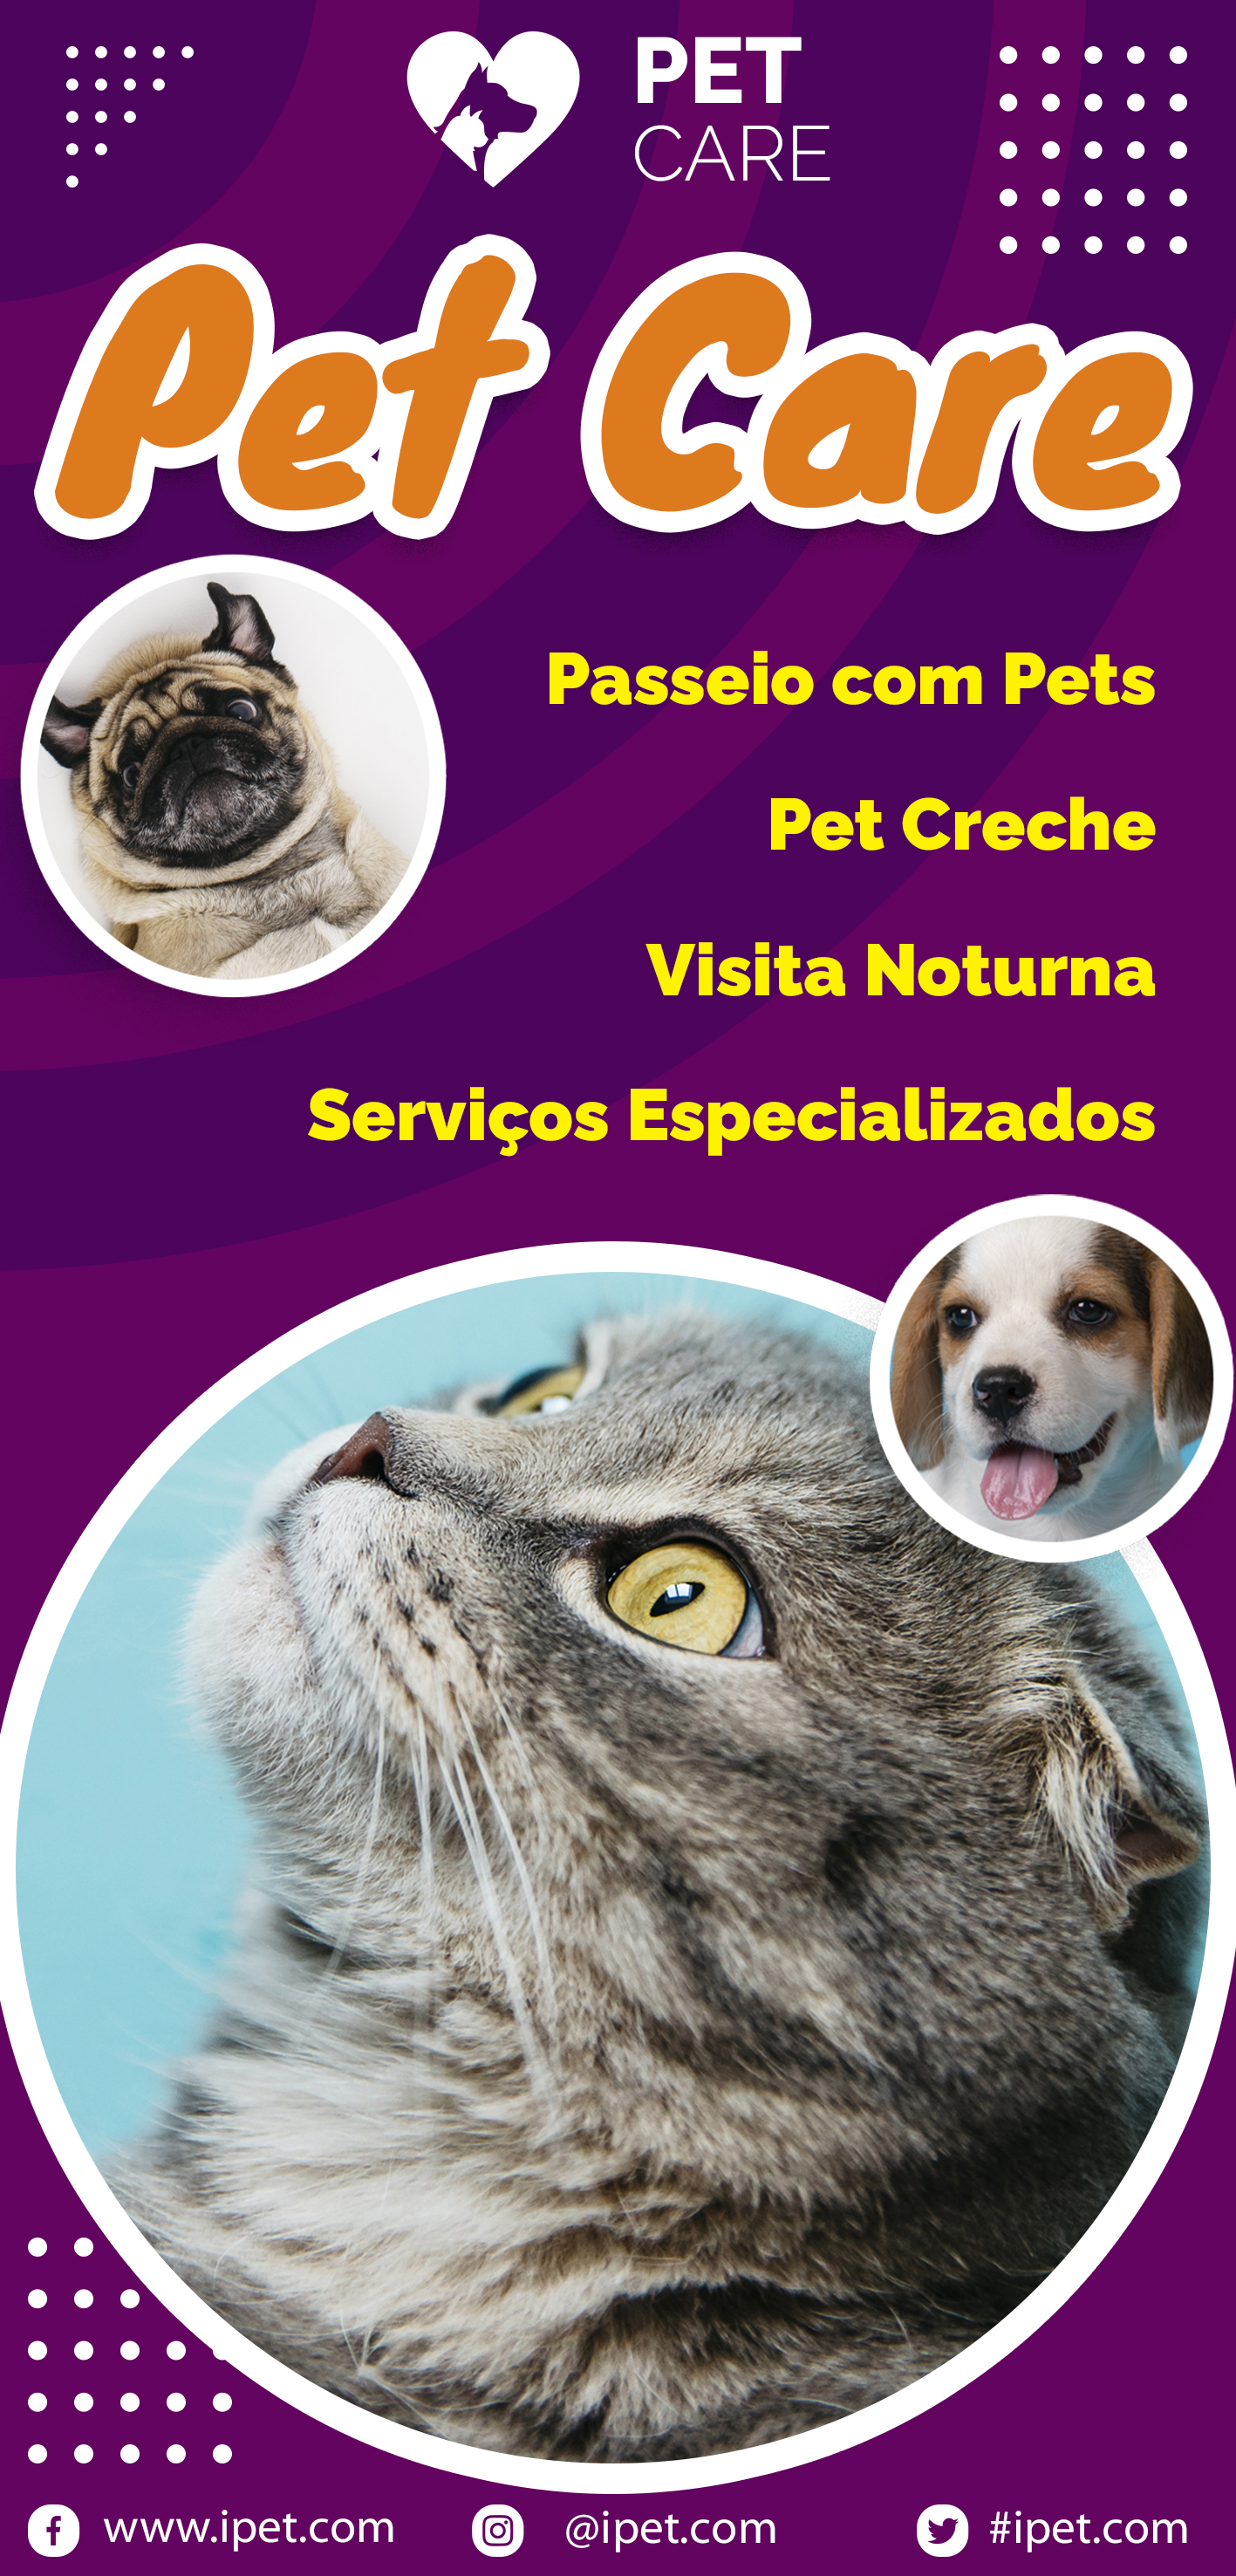 PET
CARE
Pet Care
Passeio com Pets
Pet Creche
Visita Noturna
Serviços Especializados
www.ipet.com @ipet.com #ipet.com